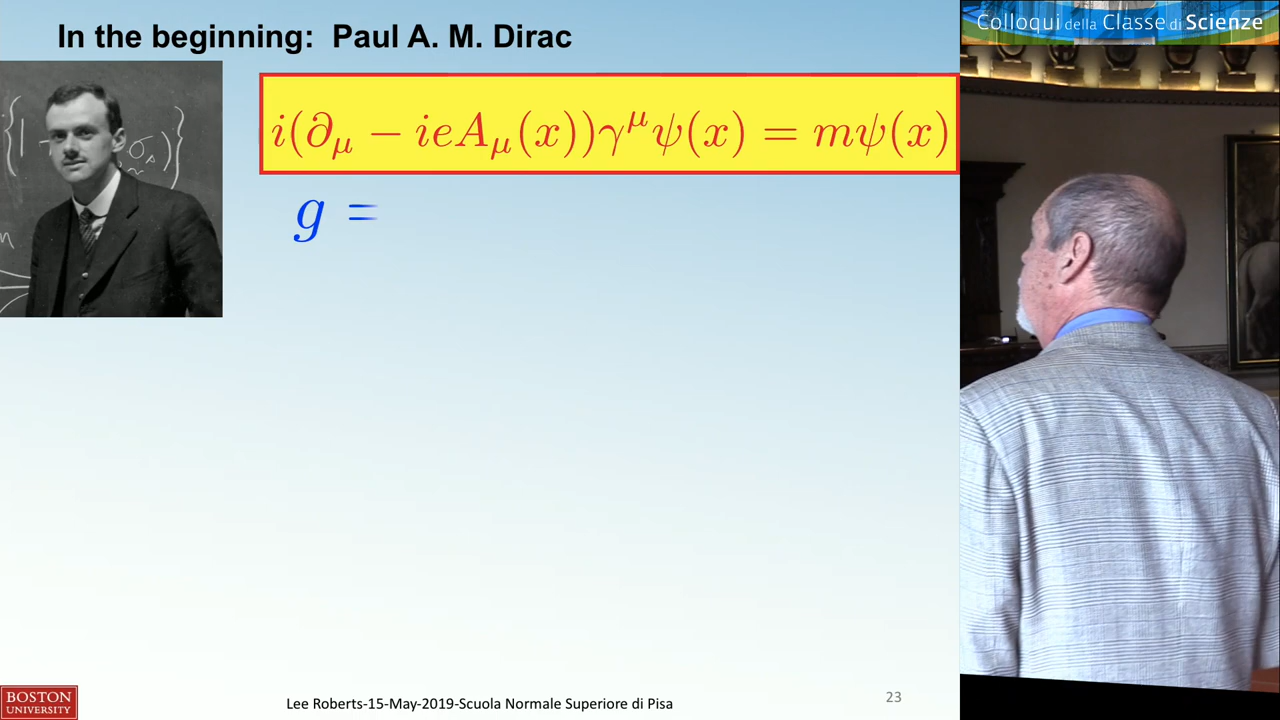 In the beginning: Paul A. M. Dirac
i(∂_μ − ieA_μ(x))γ^μψ(x) = mψ(x)
g =
BOSTON
UNIVERSITY
Lee Roberts-15-May-2019-Scuola Normale Superiore di Pisa
23
Colloqui della Classe di Scienze